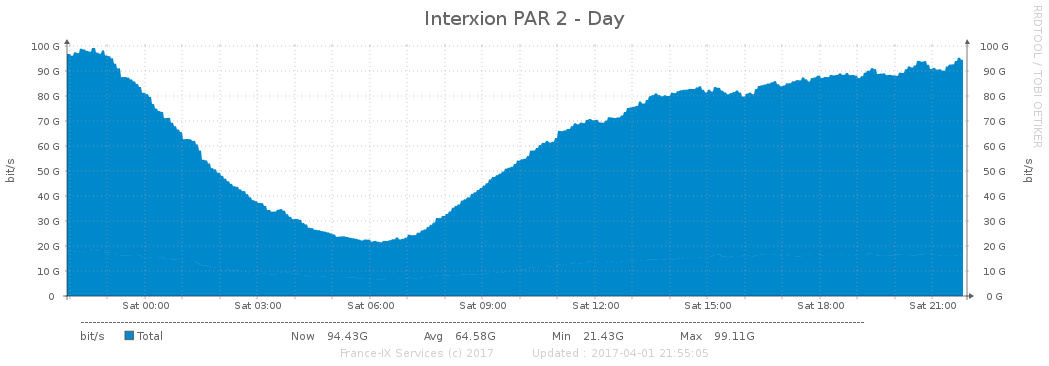 Interxion PAR 2 - Day
RRDTOOL / TOBI OETIKER
bit/s
100 G 100 G
90 G 90 G
80 G 80 G
70 G 70 G
60 G 60 G
50 G 50 G
40 G 40 G
30 G 30 G
20 G 20 G
10 G 10 G
0 0 G
bit/s
Sat 00:00 Sat 03:00 Sat 06:00 Sat 09:00 Sat 12:00 Sat 15:00 Sat 18:00 Sat 21:00
bit/s Total Now 94.43G Avg 64.58G Min 21.43G Max 99.11G
France-IX Services (c) 2017 Updated : 2017-04-01 21:55:05